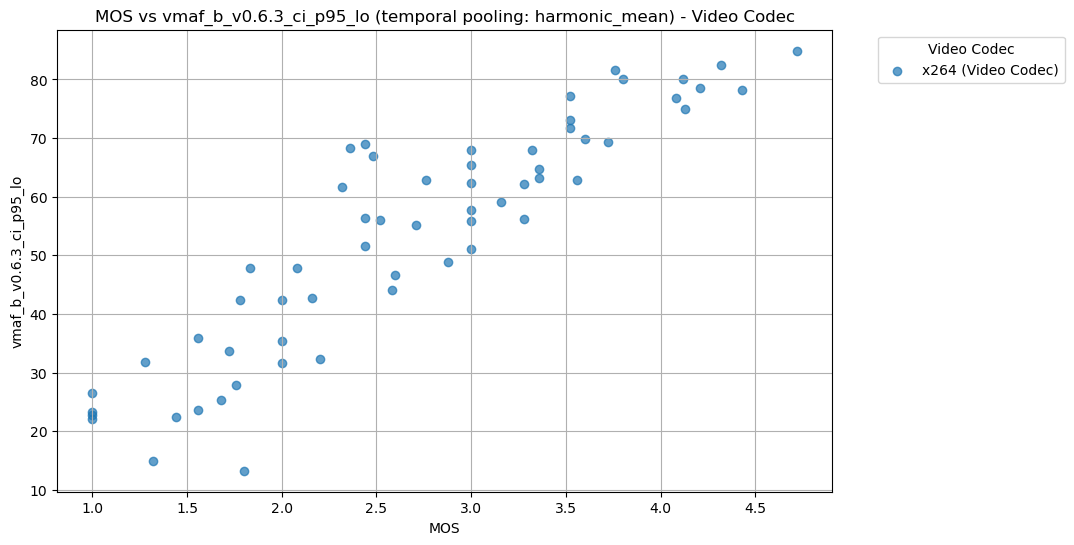 MOS vs vmaf_b_v0.6.3_ci_p95_lo (temporal pooling: harmonic_mean) - Video Codec
Video Codec
x264 (Video Codec)
vmaf_b_v0.6.3_ci_p95_lo
80
70
60
50
40
30
20
10
1.0 1.5 2.0 2.5 3.0 3.5 4.0 4.5
MOS